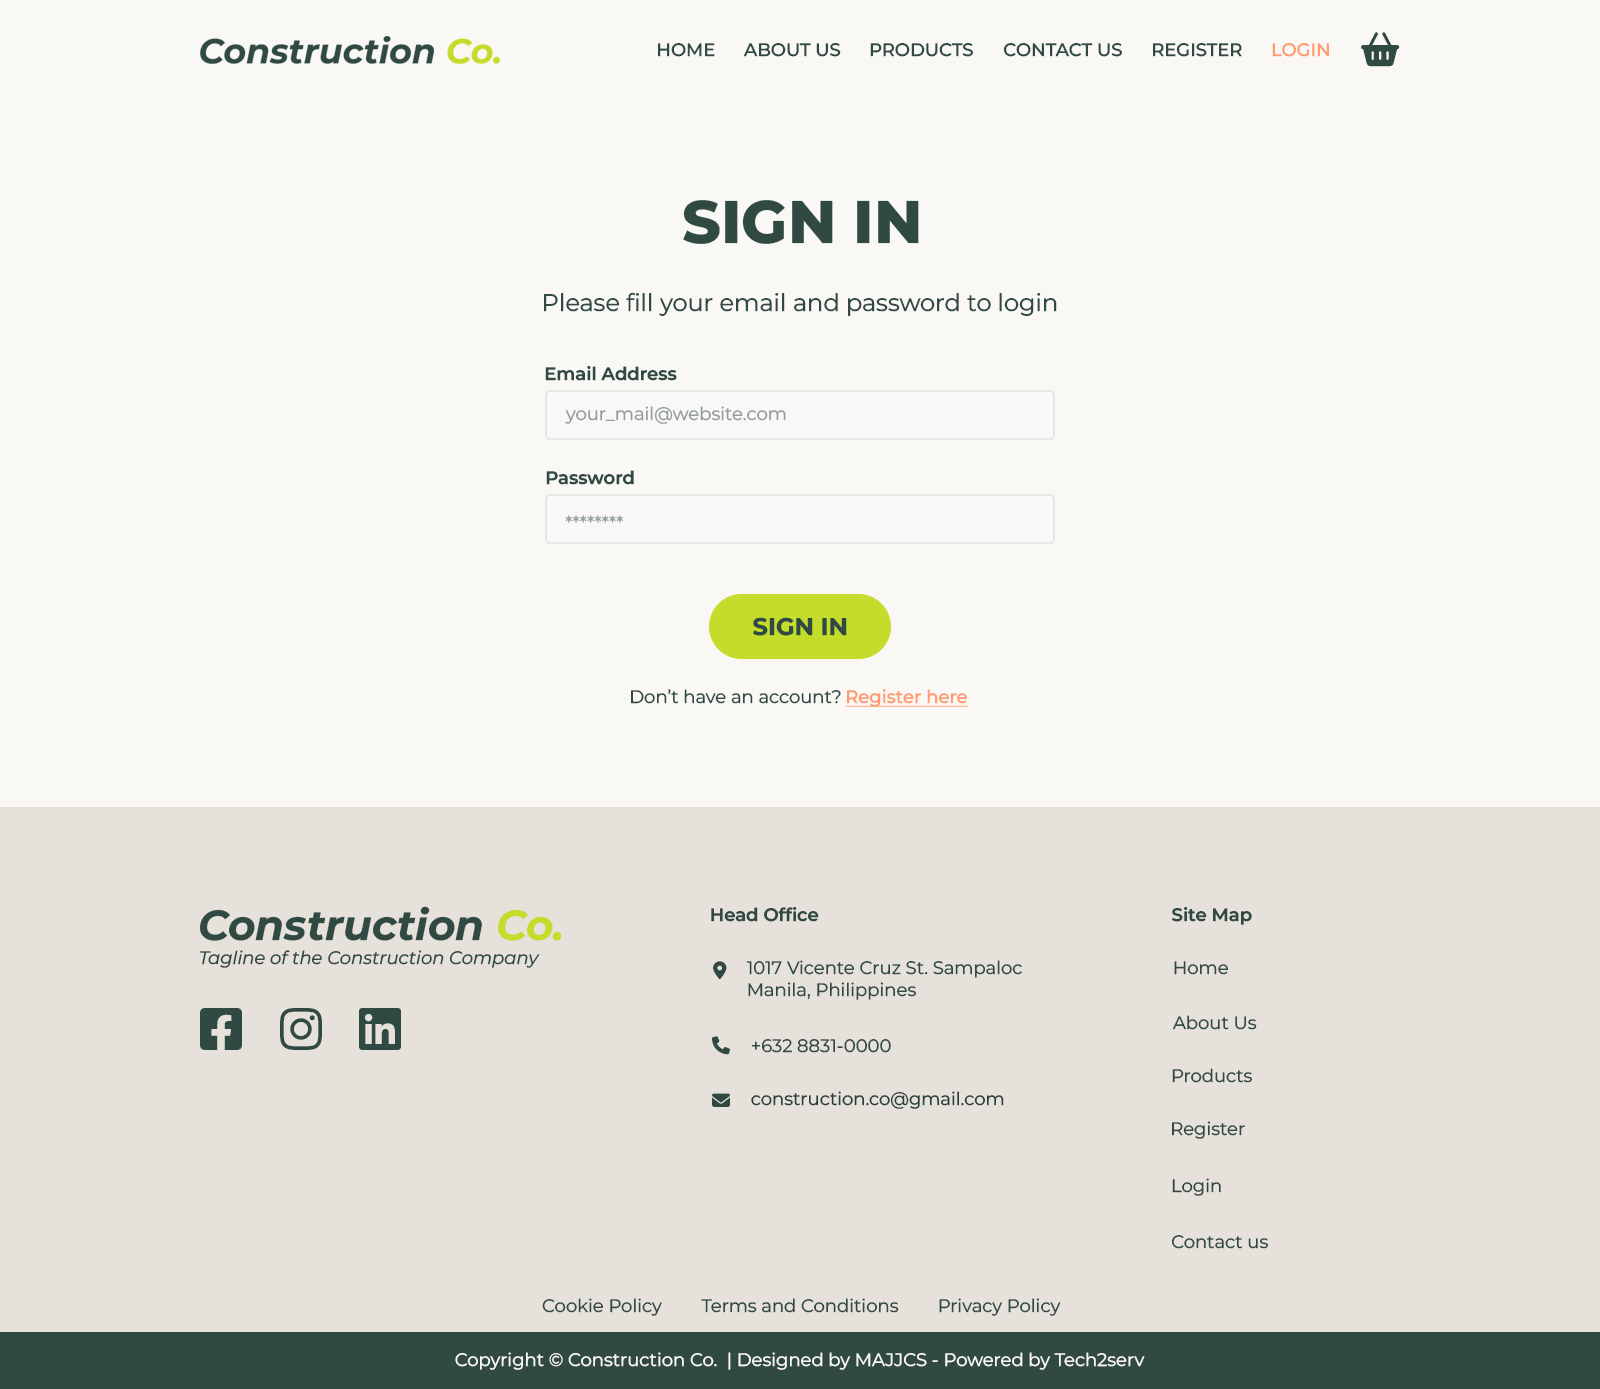 Construction Co.
HOME ABOUT US PRODUCTS CONTACT US REGISTER LOGIN
SIGN IN
Please fill your email and password to login
Email Address
your_mail@website.com
Password
********
SIGN IN
Don’t have an account? Register here
Construction Co.
Tagline of the Construction Company
Head Office
1017 Vicente Cruz St. Sampaloc
Manila, Philippines
+632 8831-0000
construction.co@gmail.com
Site Map
Home
About Us
Products
Register
Login
Contact us
Cookie Policy Terms and Conditions Privacy Policy
Copyright © Construction Co. | Designed by MAJJCS - Powered by Tech2serv